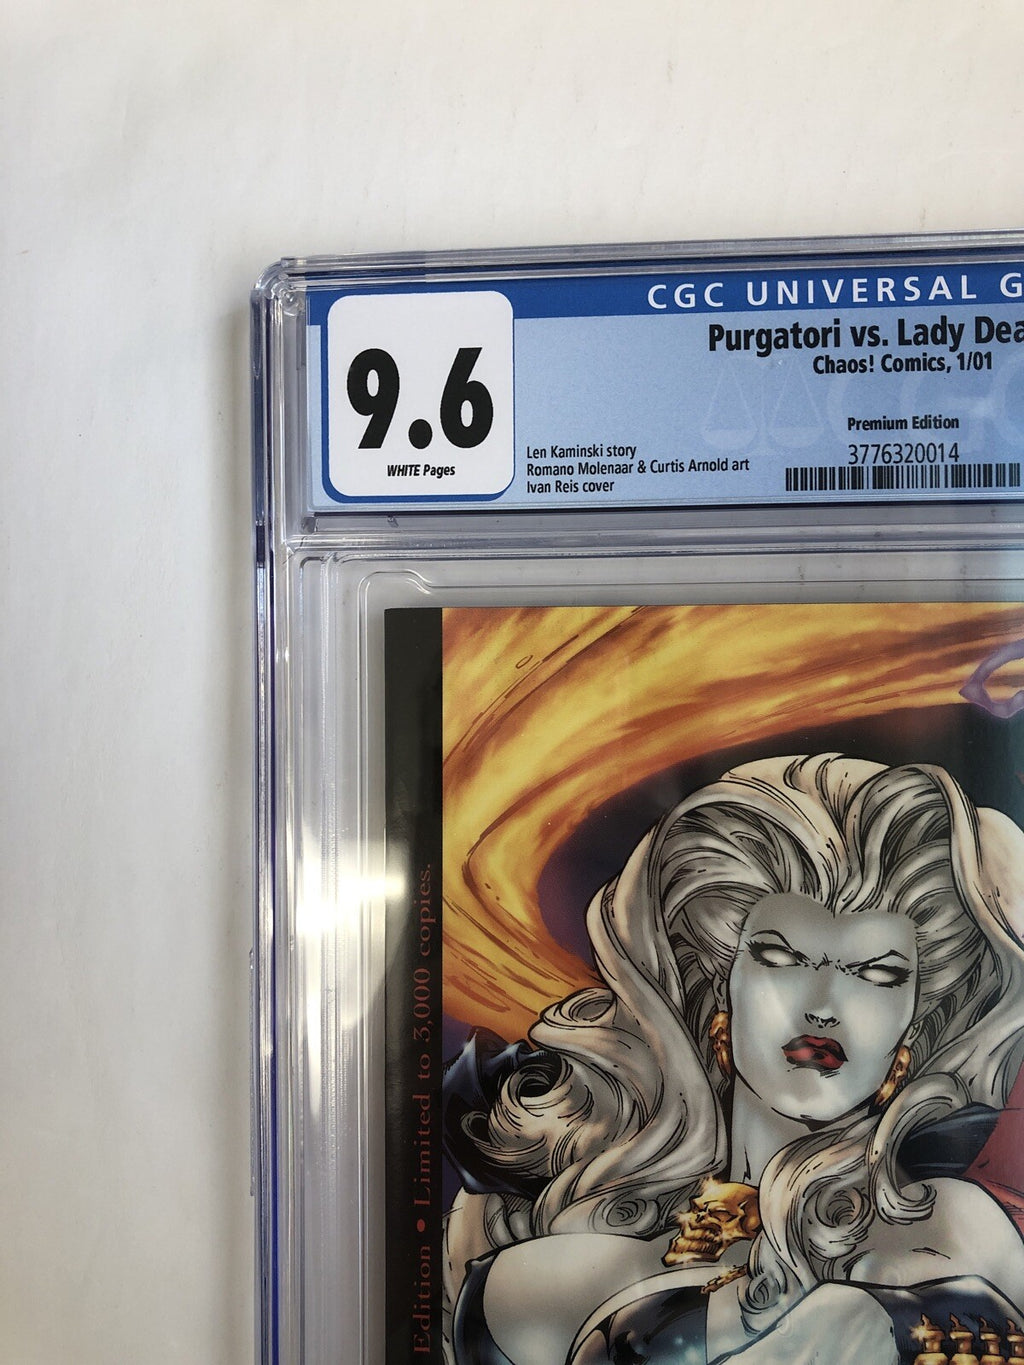 CGC UNIVERSAL G
9.6
WHITE Pages
Purgatori vs. Lady Dea
Chaos! Comics, 1/01
Premium Edition
3776320014
Len Kaminski story
Romano Molenaar & Curtis Arnold art
Ivan Reis cover
Edition • Limited to 3,000 copies.